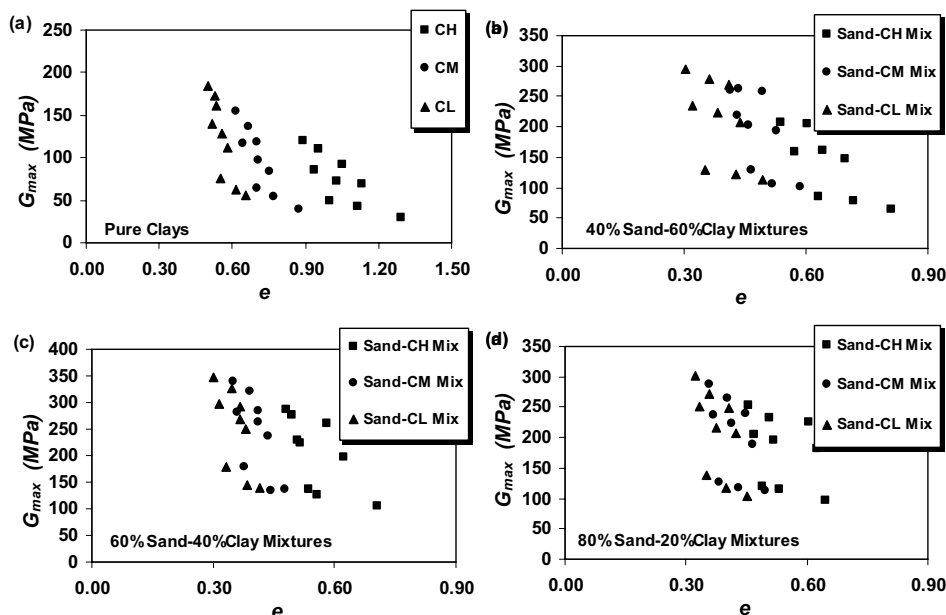 (a)
250
200
150
100
50
0
G_max (MPa)
CH
CM
CL
Pure Clays
0.00 0.30 0.60 0.90 1.20 1.50
e
350
300
250
200
150
100
50
0
G_max (MPa)
Sand-CH Mix
Sand-CM Mix
Sand-CL Mix
40% Sand-60%Clay Mixtures
0.00 0.30 0.60 0.90
e
(c)
400
350
300
250
200
150
100
50
0
G_max (MPa)
Sand-CH Mix
Sand-CM Mix
Sand-CL Mix
60% Sand-40%Clay Mixtures
0.00 0.30 0.60 0.90
e
350
300
250
200
150
100
50
0
G_max (MPa)
Sand-CH Mix
Sand-CM Mix
Sand-CL Mix
80% Sand-20%Clay Mixtures
0.00 0.30 0.60 0.90
e